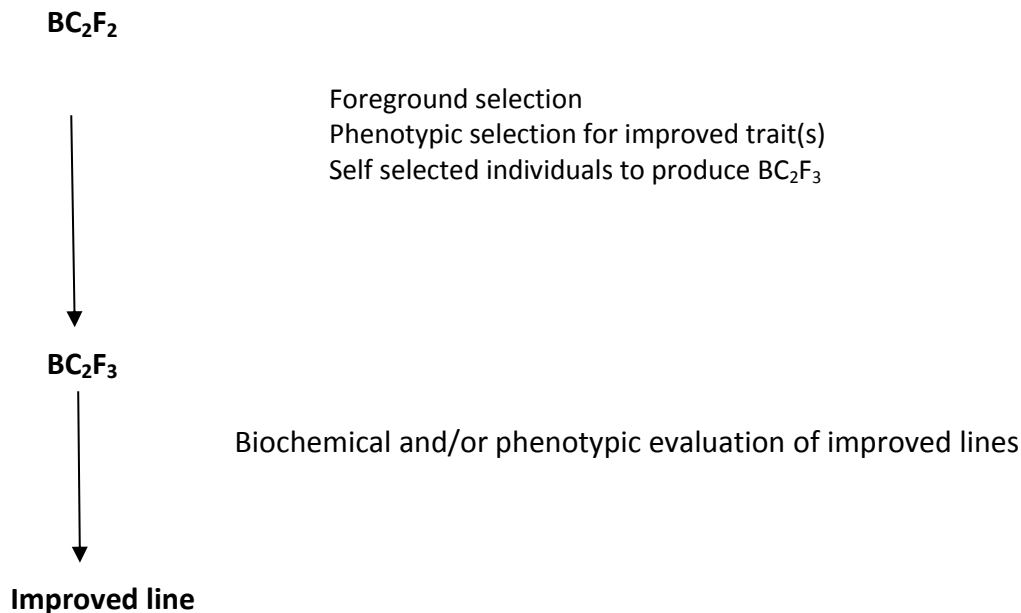 BC₂F₂
Foreground selection
Phenotypic selection for improved trait(s)
Self selected individuals to produce BC₂F₃
BC₂F₃
Biochemical and/or phenotypic evaluation of improved lines
Improved line